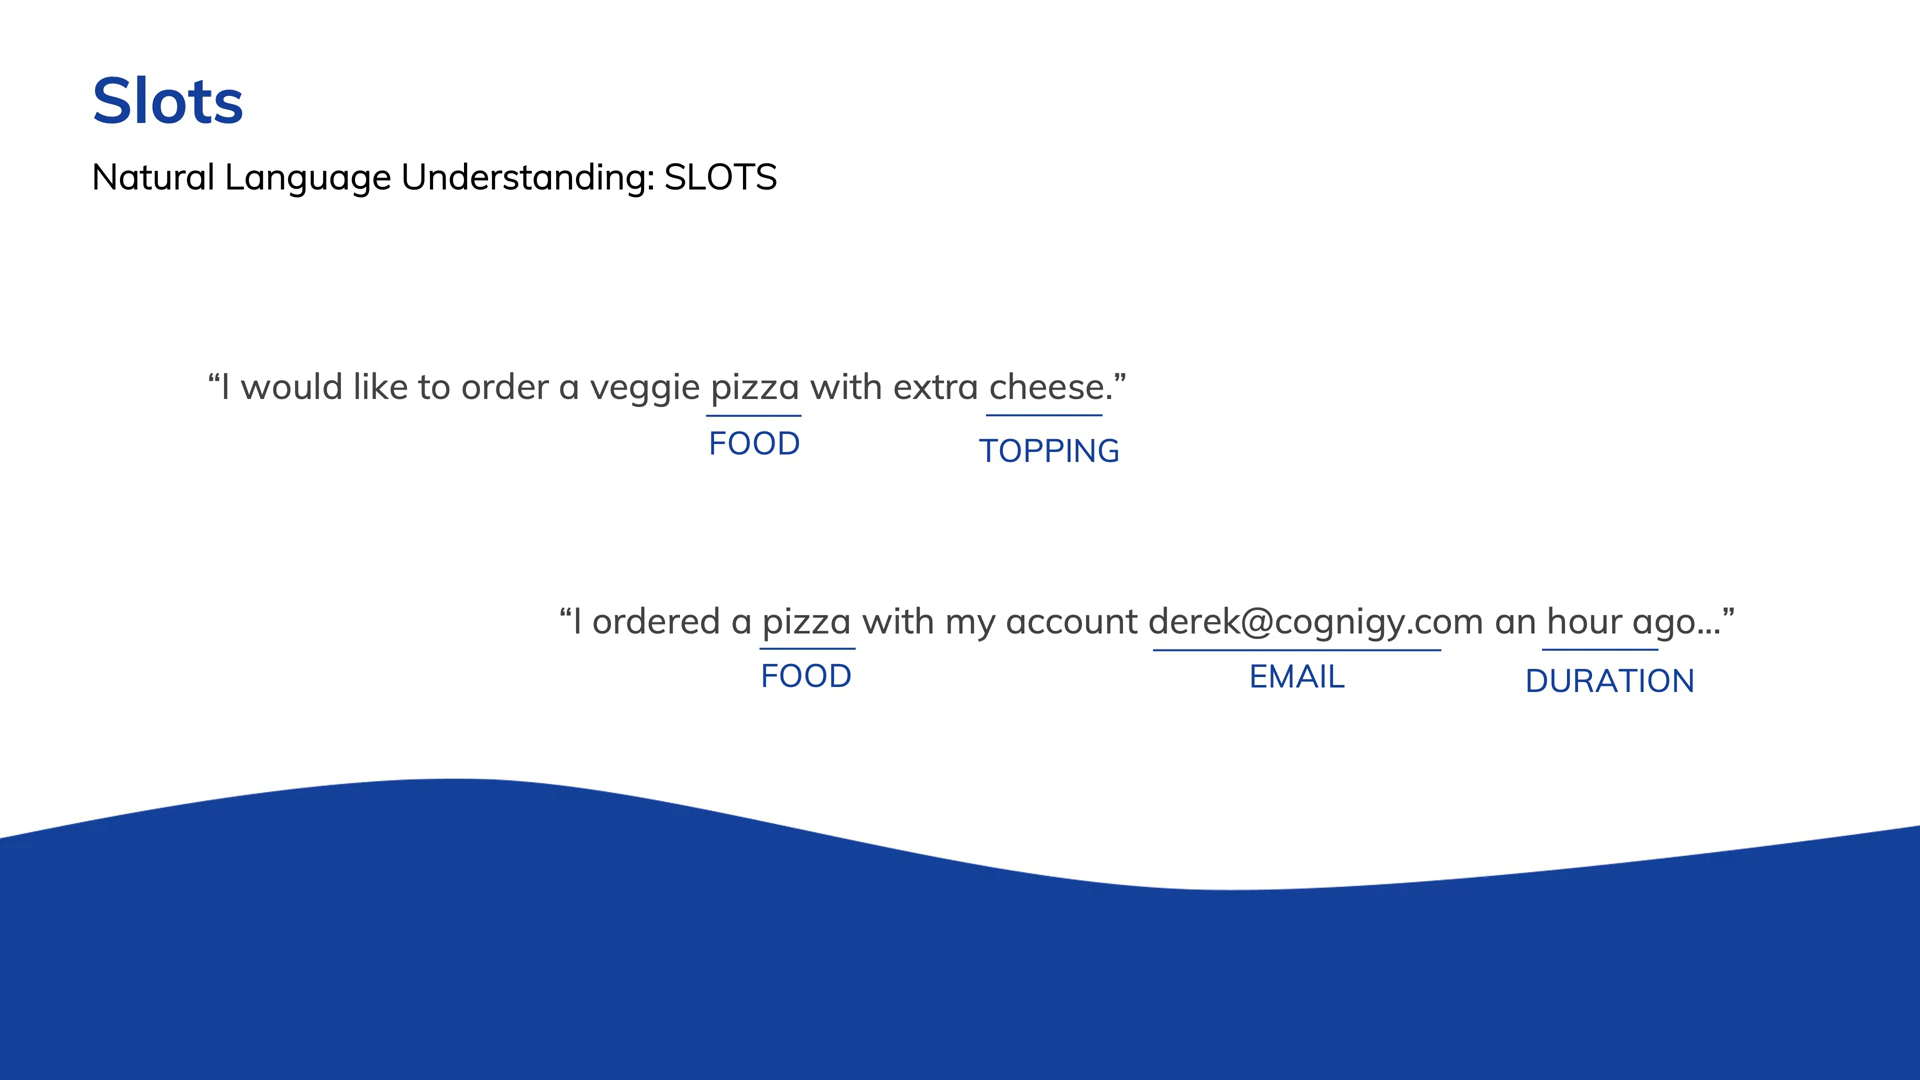 Slots
Natural Language Understanding: SLOTS
“I would like to order a veggie pizza with extra cheese.”
FOOD TOPPING
“I ordered a pizza with my account derek@cognigy.com an hour ago...”
FOOD EMAIL DURATION